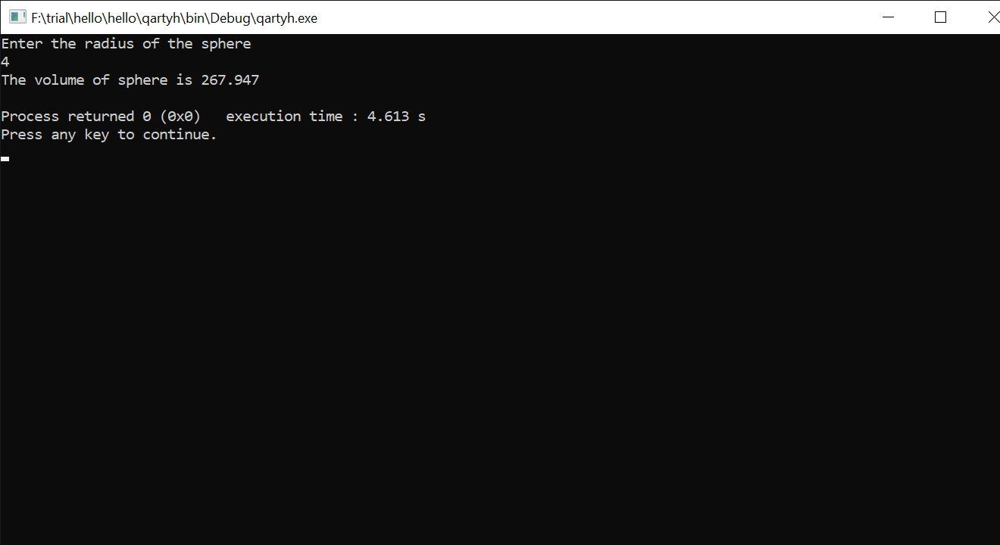 F:\trial\hello\hello\qartyh\bin\Debug\qartyh.exe
Enter the radius of the sphere
4
The volume of sphere is 267.947
Process returned 0 (0x0)   execution time : 4.613 s
Press any key to continue.